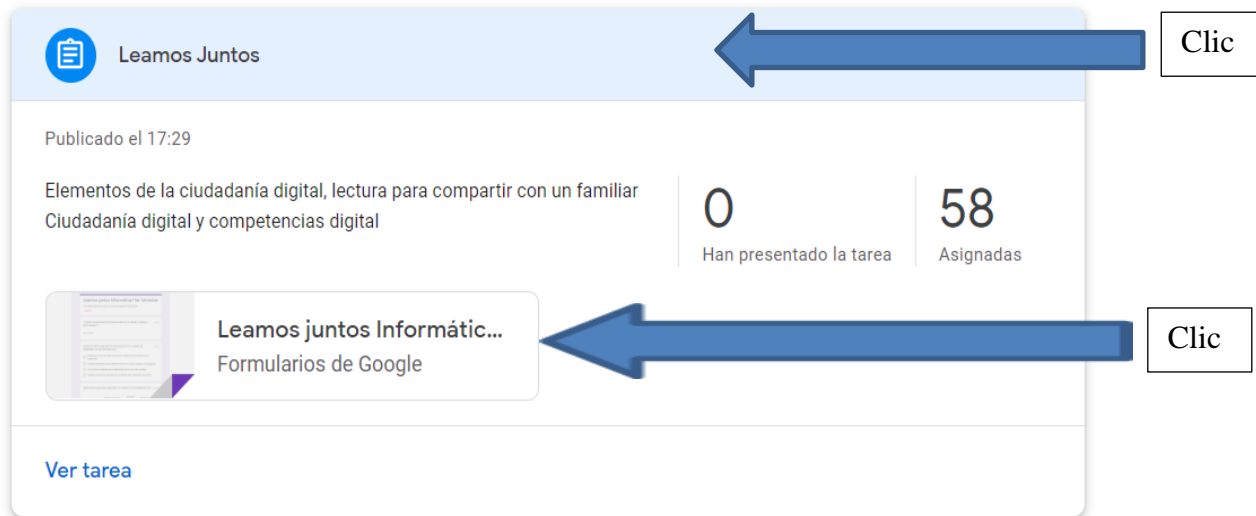 Leamos Juntos
Clic
Publicado el 17:29
Elementos de la ciudadanía digital, lectura para compartir con un familiar
Ciudadanía digital y competencias digital
0
Han presentado la tarea
58
Asignadas
Leamos juntos Informátic...
Formularios de Google
Clic
Ver tarea